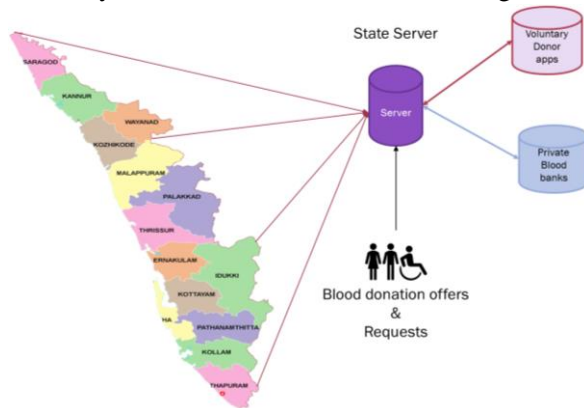 State Server
Voluntary
Donor
apps
Server
Private
Blood
banks
Blood donation offers
&
Requests
SARAGOD
KANNUR
WAYANAD
KOZHIKODE
MALAPPURAM
PALAKKAD
THRISSUR
ERNAKULAM
IDUKKI
KOTTAYAM
HA
PATHANAMTHITTA
KOLLAM
THAPURAM